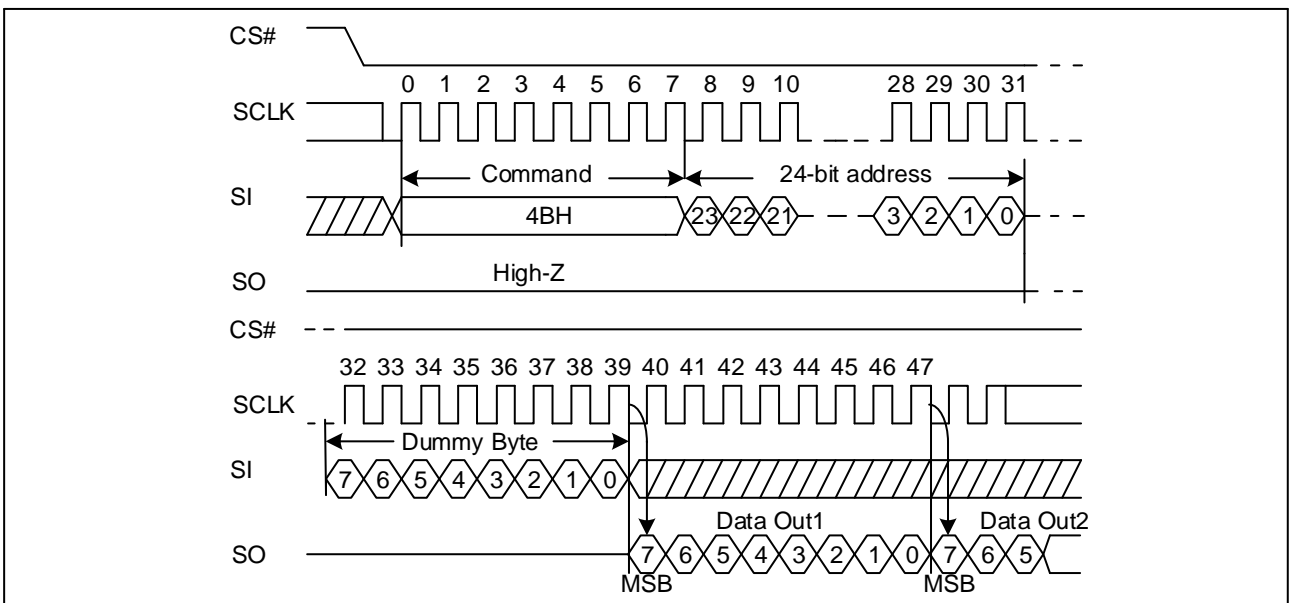 CS#
0 1 2 3 4 5 6 7 8 9 10 28 29 30 31
SCLK
Command 24-bit address
SI
4BH 23 22 21 3 2 1 0
High-Z
SO
CS#
32 33 34 35 36 37 38 39 40 41 42 43 44 45 46 47
SCLK
Dummy Byte
SI
7 6 5 4 3 2 1 0
Data Out1 Data Out2
SO
7 6 5 4 3 2 1 0 7 6 5
MSB MSB